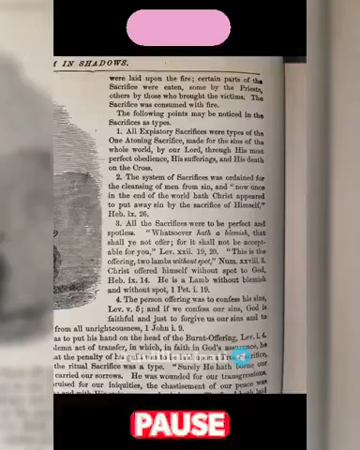 IN SHADOWS.
were laid upon the fire; certain parts of the
Sacrifice were eaten, some by the Priests,
others by those who brought the victims. The
Sacrifice was consumed with fire.
The following points may be noticed in the
Sacrifices as types.
1. All Expiatory Sacrifices were types of the
One Atoning Sacrifice, made for the sins of the
whole world, by our Lord, through His most
perfect obedience, His sufferings, and His death
on the Cross.
2. The system of Sacrifices was ordained for
the cleansing of men from sin, and "now once
in the end of the world hath Christ appeared
to put away sin by the sacrifice of Himself,"
Heb. ix. 26.
3. All the Sacrifices were to be perfect and
spotless. "Whatsoever hath a blemish, that
shall ye not offer; for it shall not be accept-
able for you," Lev. xxii. 19, 20. "This is the
offering, two lambs without spot," Num. xxviii. 3.
Christ offered himself without spot to God,
Heb. ix. 14. He is a Lamb without blemish
and without spot, 1 Pet. i. 19.
4. The person offering was to confess his sins,
Lev. v. 5; and if we confess our sins, God is
faithful and just to forgive us our sins and to
from all unrighteousness, 1 John i. 9.
as to put his hand on the head of the Burnt-Offering, Lev. i. 4.
demn act of transfer, in which, in faith in God's assurance, he
at the penalty of
the ritual Sacrifice was a type. "Surely He hath borne our
carried our sorrows. He was wounded for our transgressions,
bruised for our iniquities, the chastisement of our peace was
PAUSE